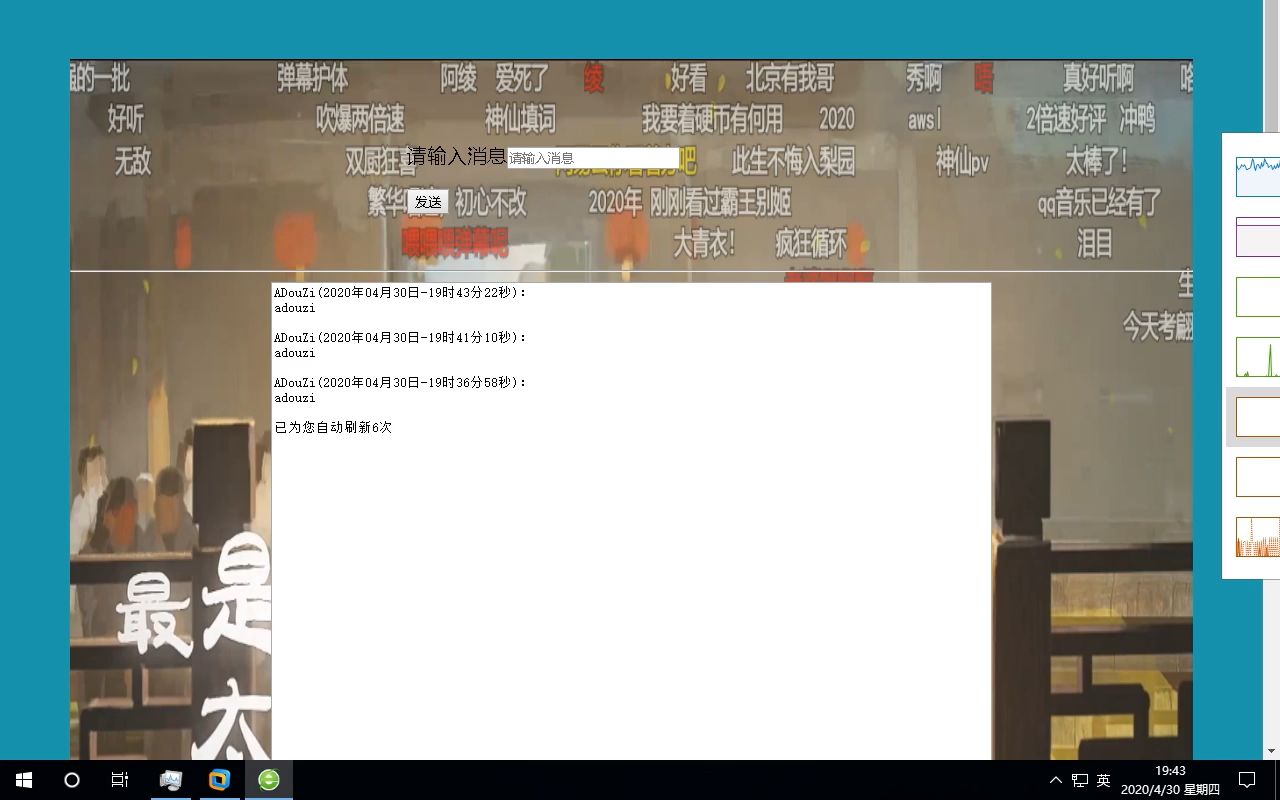 弹幕护体 阿绫 爱死了 绫 好看 北京有我哥 秀啊 唔 真好听啊
好听 吹爆两倍速 神仙填词 我要着硬币有何用 2020 awsl 2倍速好评 冲鸭
无敌 双厨狂喜 请输入消息 请输入消息 此生不悔入梨园 神仙pv 太棒了!
繁华 发送 初心不改 2020年 刚刚看过霸王别姬 qq音乐已经有了
大青衣! 疯狂循环 泪目
今天考翩
ADouZi(2020年04月30日-19时43分22秒):
adouzi
ADouZi(2020年04月30日-19时41分10秒):
adouzi
ADouZi(2020年04月30日-19时36分58秒):
adouzi
已为您自动刷新6次
最 是
太
英
19:43
2020/4/30 星期四